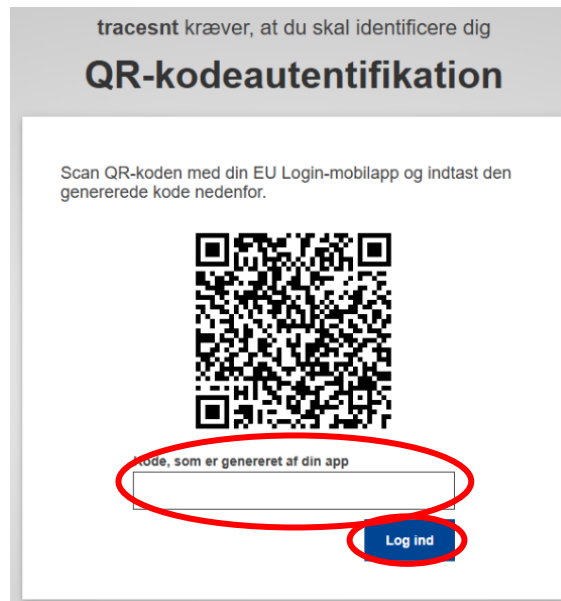 tracesnt kræver, at du skal identificere dig
QR-kodeautentifikation
Scan QR-koden med din EU Login-mobilapp og indtast den
genererede kode nedenfor.
Kode, som er genereret af din app
Log ind